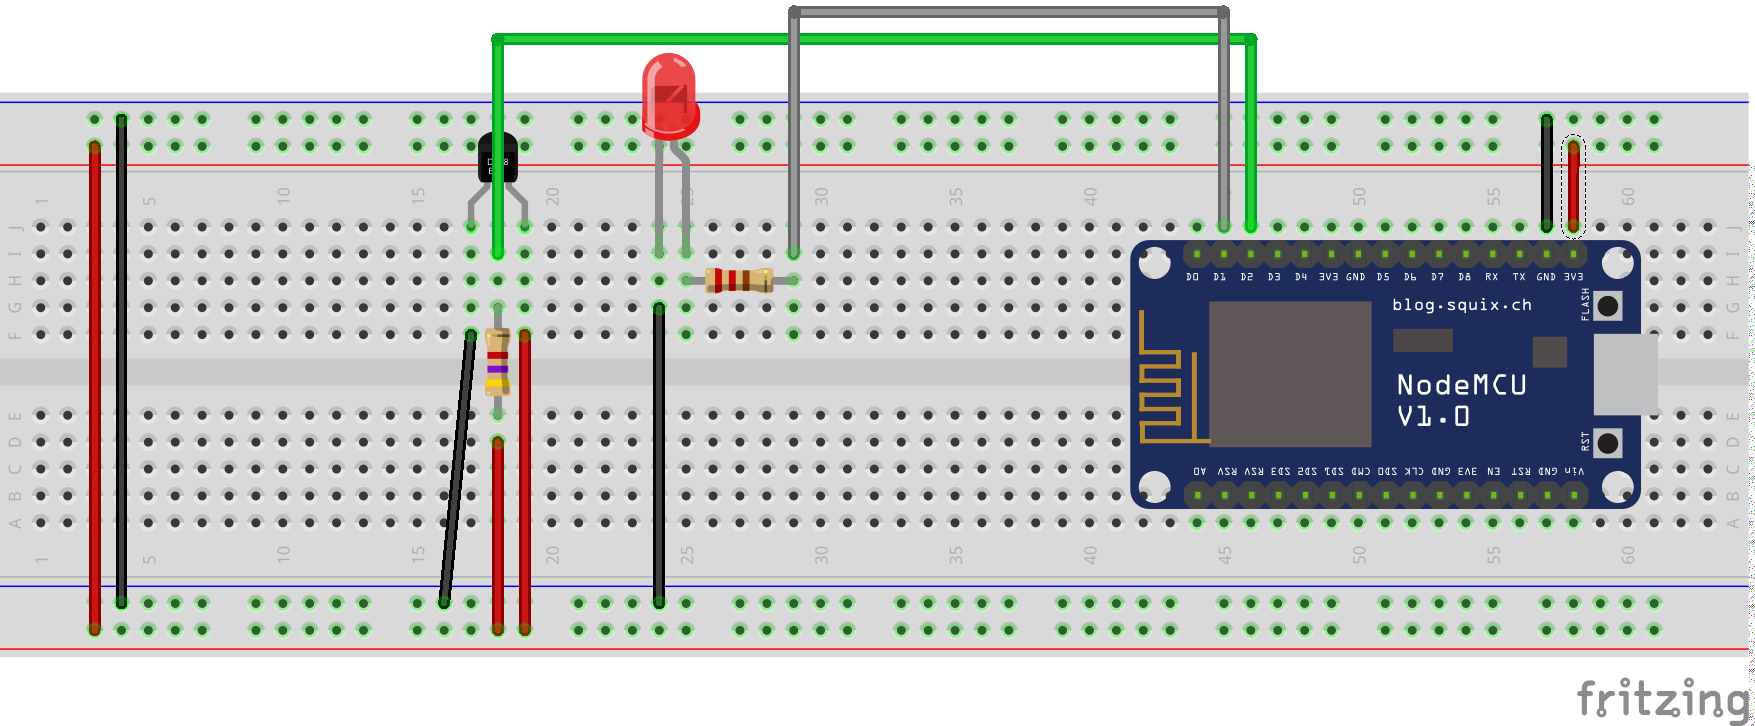 1 5 10 15 20 25 30 35 40 45 50 55 60
J J
I I
H H
G G
F F
E E
D D
C C
B B
A A
1 5 10 15 20 25 30 35 40 45 50 55 60
D0 D1 D2 D3 D4 3V3 GND D5 D6 D7 D8 RX TX GND 3V3
blog.squix.ch
FLASH
NodeMCU
V1.0
RST
A0 RSV RSV SD3 SD2 SD1 CMD SD0 CLK GND 3V3 EN RST GND Vin
fritzing